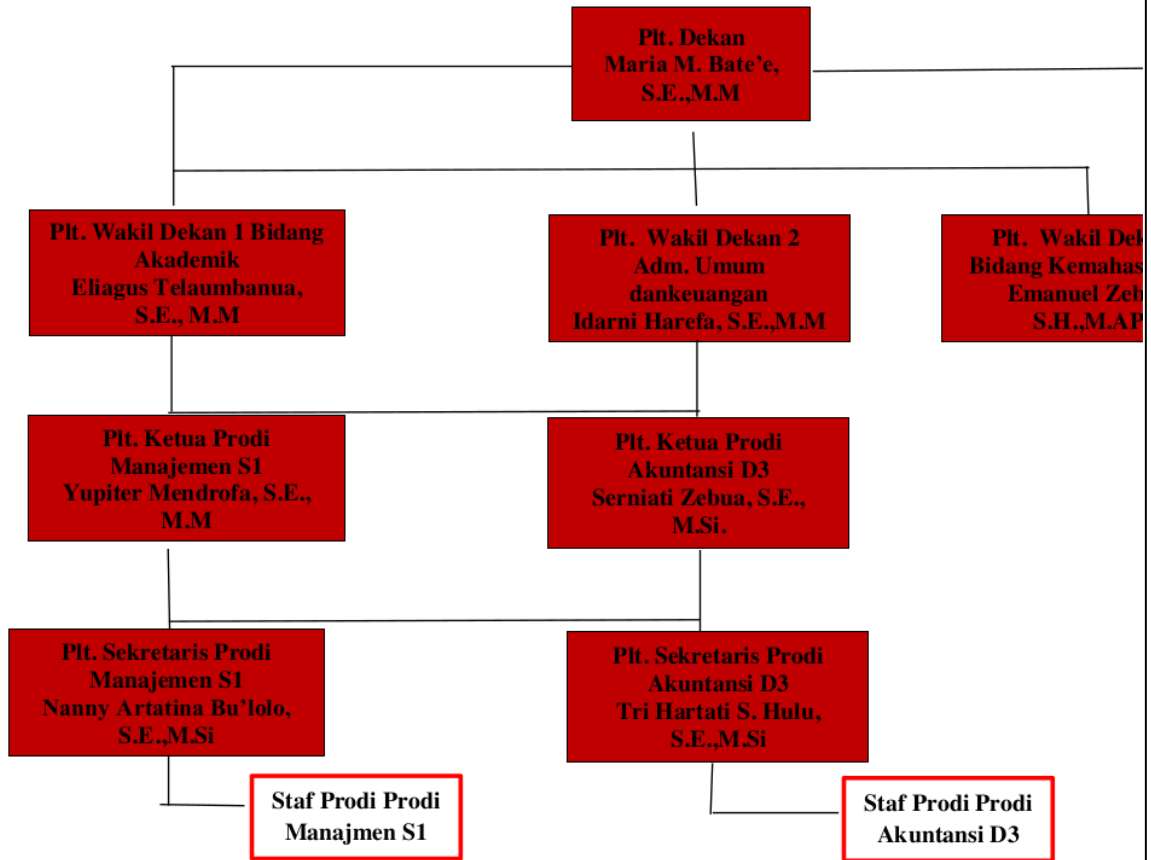 Plt. Dekan
Maria M. Bate’e,
S.E.,M.M
Plt. Wakil Dekan 1 Bidang
Akademik
Eliagus Telaumbanua,
S.E., M.M
Plt. Wakil Dekan 2
Adm. Umum
dankeuangan
Idarni Harefa, S.E.,M.M
Plt. Wakil
Bidang
Emanuel
S.H.,M.AP
Plt. Ketua Prodi
Manajemen S1
Yupiter Mendrofa, S.E.,
M.M
Plt. Ketua Prodi
Akuntansi D3
Serniati Zebua, S.E.,
M.Si.
Plt. Sekretaris Prodi
Manajemen S1
Nanny Artatina Bu’lolo,
S.E.,M.Si
Plt. Sekretaris Prodi
Akuntansi D3
Tri Hartati S. Hulu,
S.E.,M.Si
Staf Prodi Prodi
Manajmen S1
Staf Prodi Prodi
Akuntansi D3